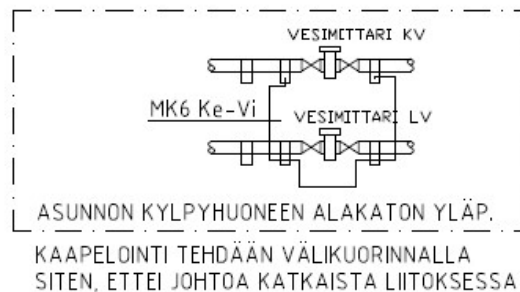 VESIMITTARI KV
MK6 Ke-Vi
VESIMITTARI LV
ASUNNON KYLPYHUONEEN ALAKATON YLÄP.
KAAPELOINTI TEHDÄÄN VÄLIKUORINNALLA
SITEN, ETTEI JOHTOA KATKAISTA LIITOKSESSA